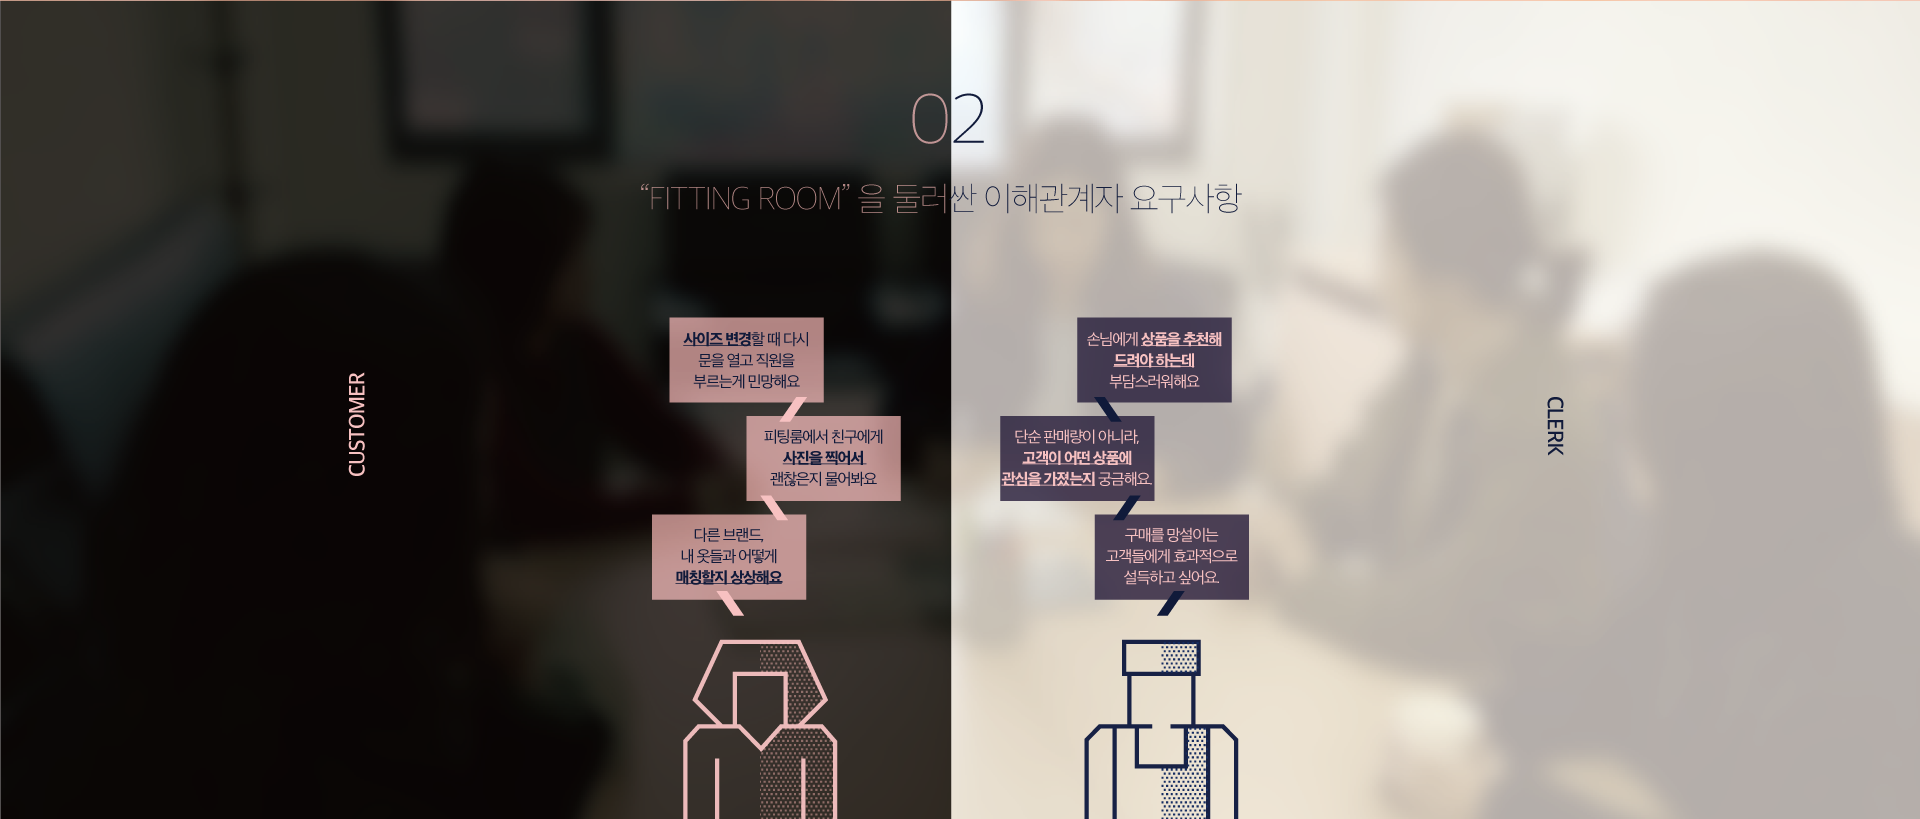 02
“FITTING ROOM” 을 둘러싼 이해관계자 요구사항
CUSTOMER
사이즈 변경할 때 다시
문을 열고 직원을
부르는게 민망해요
피팅룸에서 친구에게
사진을 찍어서
괜찮은지 물어봐요
다른 브랜드,
내 옷들과 어떻게
매칭할지 상상해요
손님에게 상품을 추천해
드려야 하는데
부담스러워해요
단순 판매량이 아니라,
고객이 어떤 상품에
관심을 가졌는지 궁금해요.
구매를 망설이는
고객들에게 효과적으로
설득하고 싶어요.
CLERK